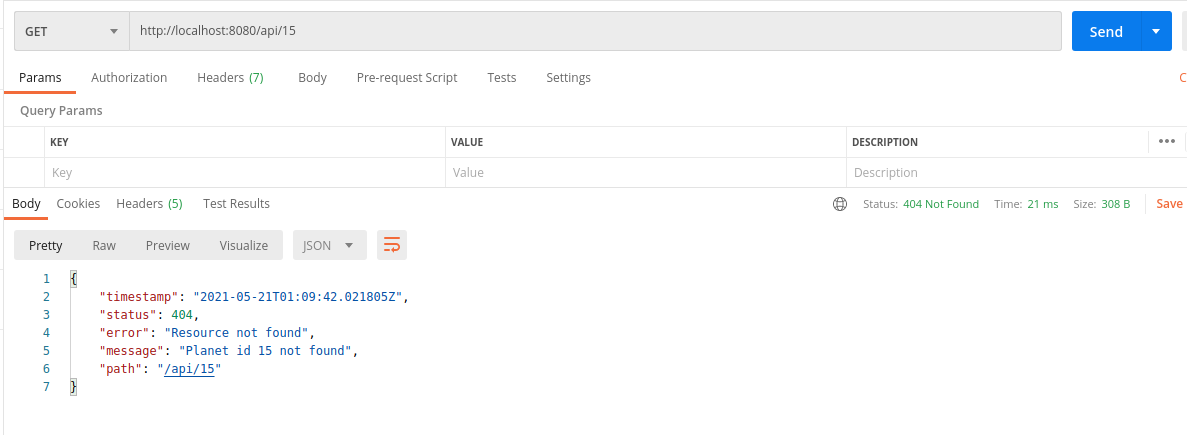 GET http://localhost:8080/api/15 Send
Params Authorization Headers (7) Body Pre-request Script Tests Settings C
Query Params
KEY VALUE DESCRIPTION
Key Value Description
Body Cookies Headers (5) Test Results Status: 404 Not Found Time: 21 ms Size: 308 B Save
Pretty Raw Preview Visualize JSON
1 {
2 "timestamp": "2021-05-21T01:09:42.021805Z",
3 "status": 404,
4 "error": "Resource not found",
5 "message": "Planet id 15 not found",
6 "path": "/api/15"
7 }